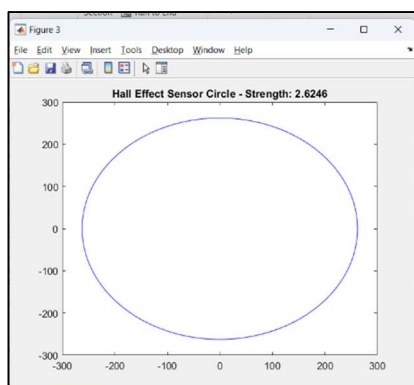 Figure 3
File Edit View Insert Tools Desktop Window Help
Hall Effect Sensor Circle - Strength: 2.6246
300
200
100
0
-100
-200
-300
-300 -200 -100 0 100 200 300